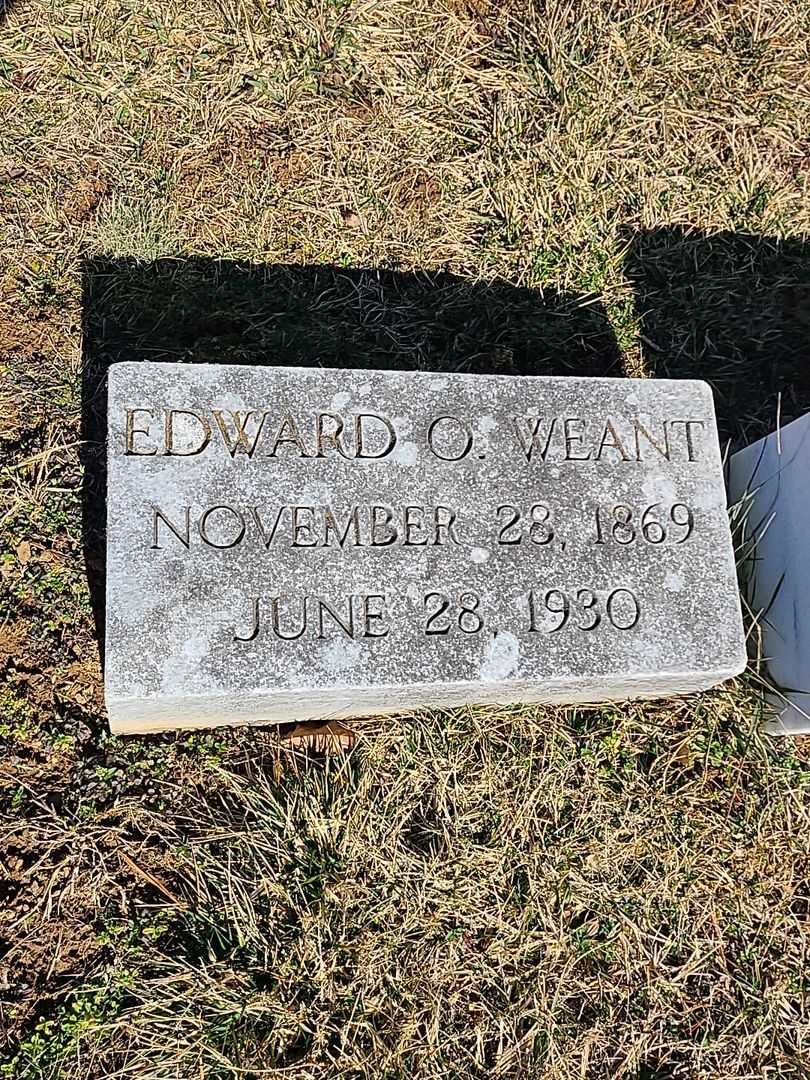 EDWARD O. WEANT
NOVEMBER 28, 1869
JUNE 28, 1930